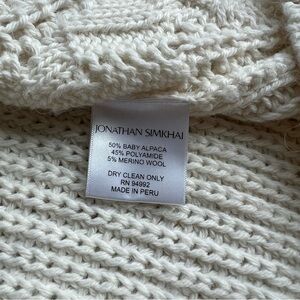 JONATHAN SIMKHAI
50% BABY ALPACA
45% POLYAMIDE
5% MERINO WOOL
DRY CLEAN ONLY
RN 94992
MADE IN PERU